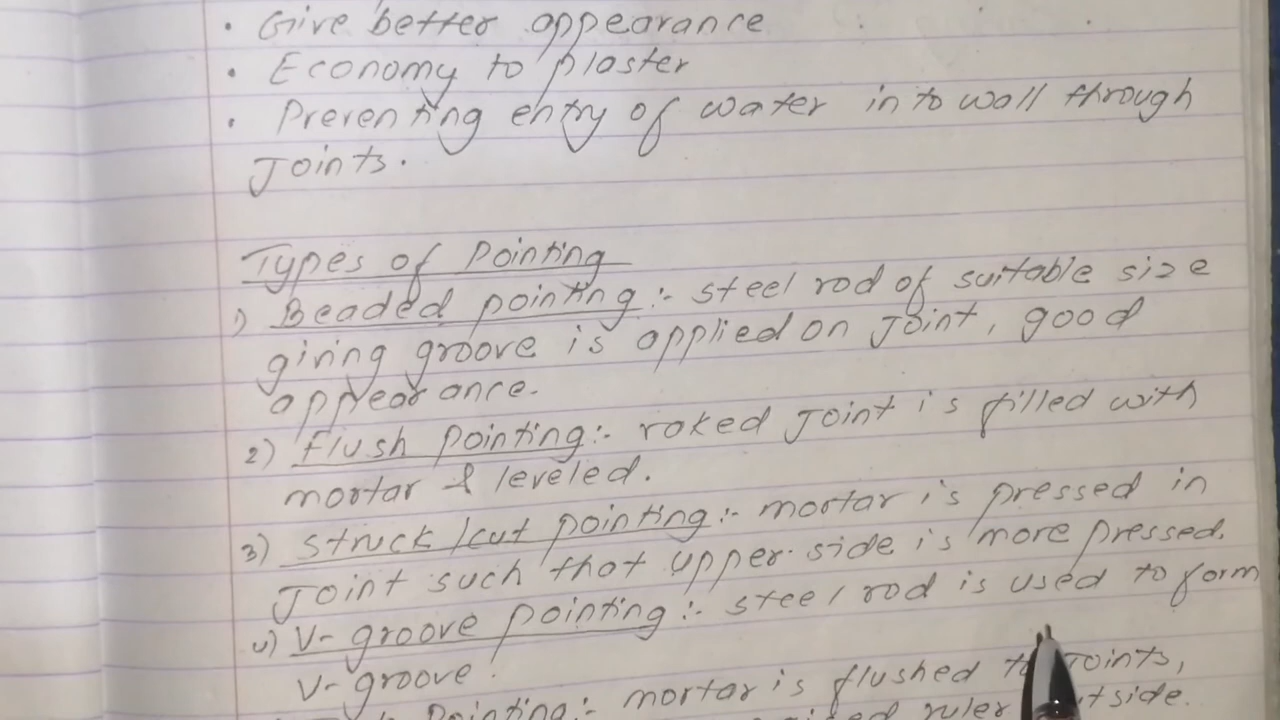 • Give better appearance
• Economy to plaster
• Preventing entry of water in to wall through
Joints.
Types of Pointing
1) Beaded pointing :- steel rod of suitable size
giving groove is applied on Joint, good
appearance.
2) Flush pointing :- raked Joint is filled with
mortar & leveled.
3) Struck/cut pointing :- mortar is pressed in
Joint such that upper side is more pressed.
4) V-groove pointing :- steel rod is used to form
V-groove.
pointing :- mortar is flushed to Joints,
ruler